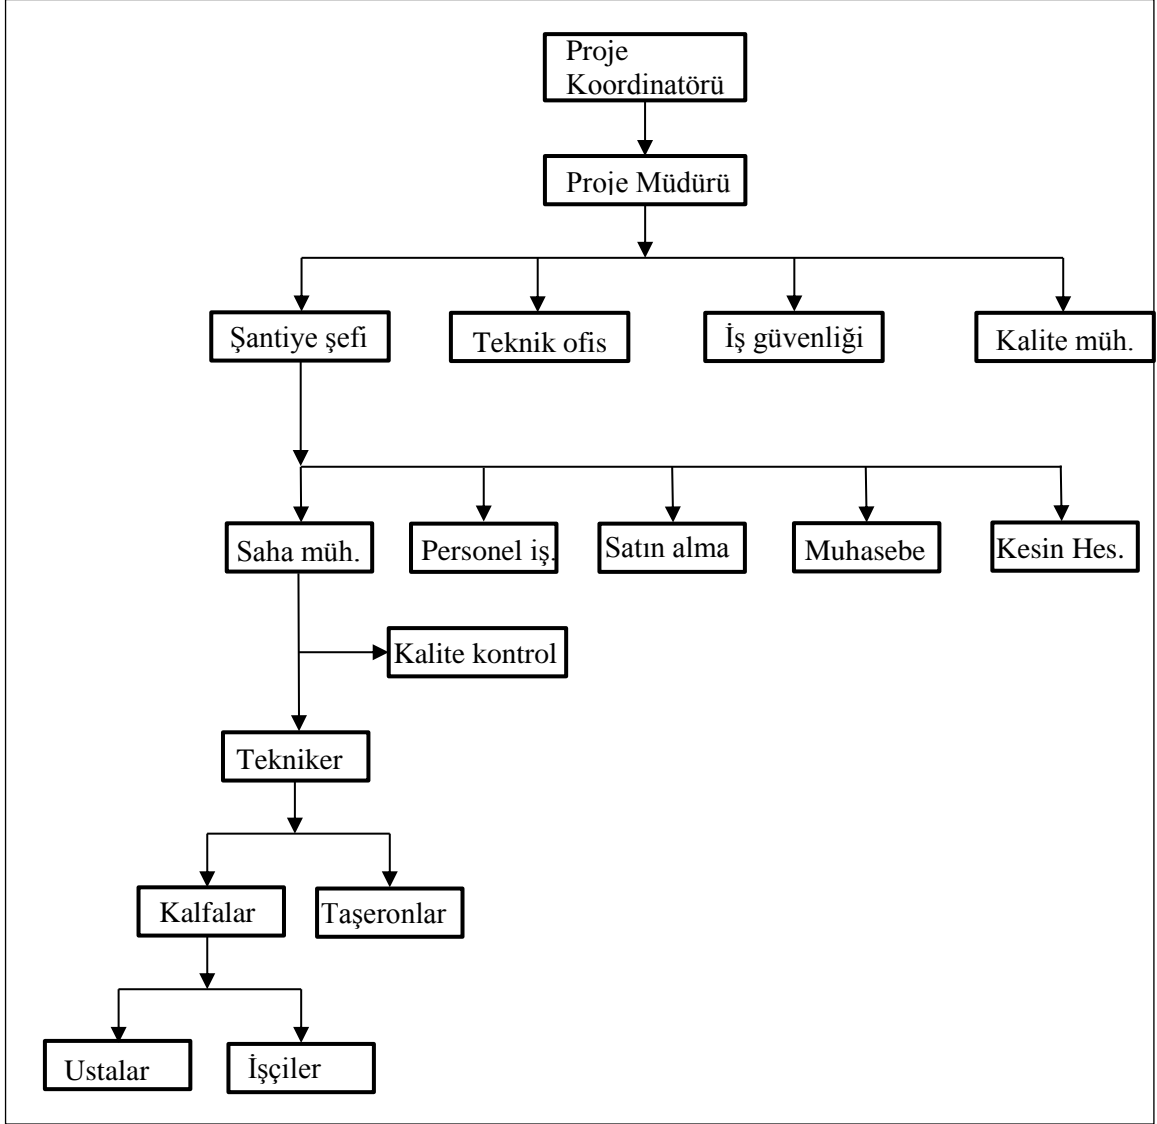 Proje
Koordinatörü
Proje Müdürü
Şantiye şefi
Teknik ofis
İş güvenliği
Kalite müh.
Saha müh.
Personel iş.
Satın alma
Muhasebe
Kesin Hes.
Kalite kontrol
Tekniker
Kalfalar
Taşeronlar
Ustalar
İşçiler